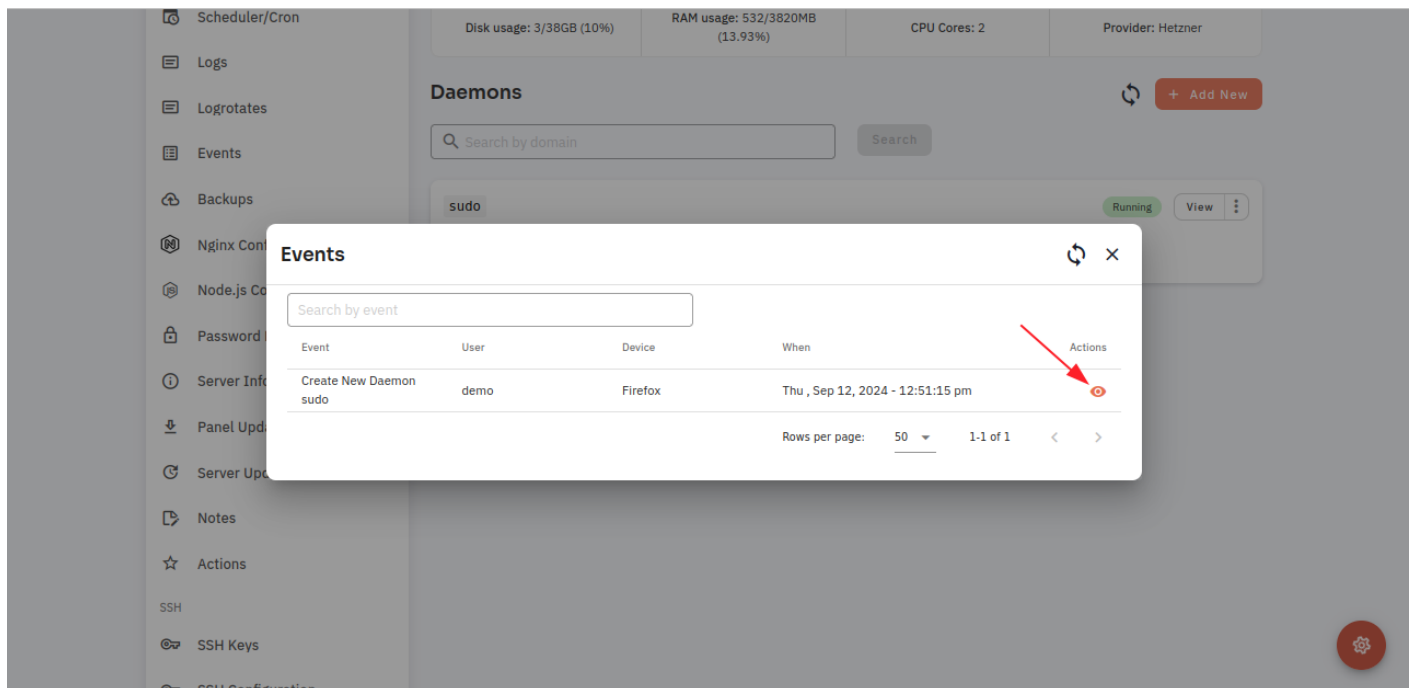 Scheduler/Cron
Logs
Logrotates
Events
Backups
Nginx Conf
Node.js Co
Password
Server Info
Panel Upd
Server Upd
Notes
Actions
SSH
SSH Keys
SSH Configuration
Disk usage: 3/38GB (10%)
RAM usage: 532/3820MB
(13.93%)
CPU Cores: 2
Provider: Hetzner
Daemons
+ Add New
Search by domain
Search
sudo
Running
View
Events
Search by event
Event User Device When Actions
Create New Daemon
sudo
demo Firefox Thu , Sep 12, 2024 - 12:51:15 pm
Rows per page: 50 1-1 of 1